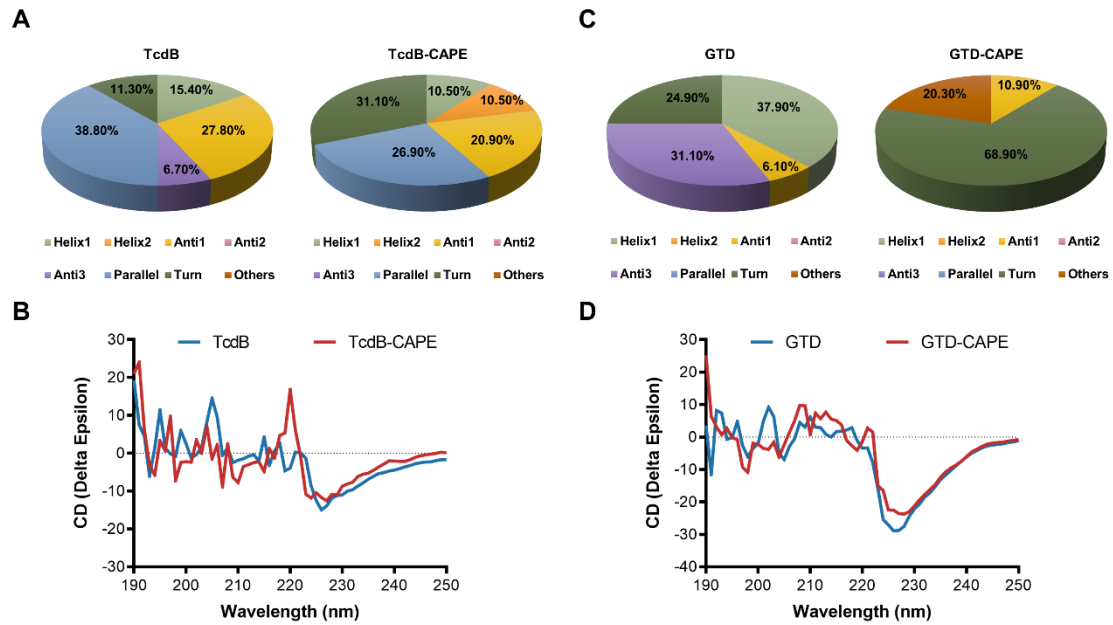 A
C
TcdB
TcdB-CAPE
GTD
GTD-CAPE
11.30%
15.40%
38.80%
27.80%
6.70%
31.10%
10.50%
10.50%
20.90%
26.90%
24.90%
37.90%
31.10%
6.10%
20.30%
10.90%
68.90%
Helix1 Helix2 Anti1 Anti2
Anti3 Parallel Turn Others
Helix1 Helix2 Anti1 Anti2
Anti3 Parallel Turn Others
Helix1 Helix2 Anti1 Anti2
Anti3 Parallel Turn Others
Helix1 Helix2 Anti1 Anti2
Anti3 Parallel Turn Others
B
TcdB TcdB-CAPE
CD (Delta Epsilon)
30
20
10
0
-10
-20
-30
190 200 210 220 230 240 250
Wavelength (nm)
D
GTD GTD-CAPE
CD (Delta Epsilon)
30
20
10
0
-10
-20
-30
-40
190 200 210 220 230 240 250
Wavelength (nm)